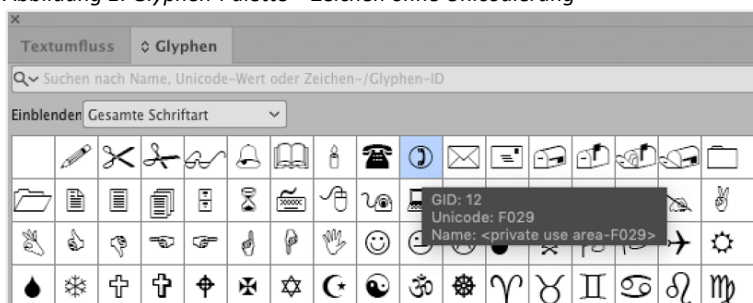 Abbildung 2: Glyphen-Palette - Zeichen ohne Unicodierung
Textumfluss
Glyphen
Suchen nach Name, Unicode-Wert oder Zeichen-/Glyphen-ID
Einblenden Gesamte Schriftart
GID: 12
Unicode: F029
Name: <private use area-F029>